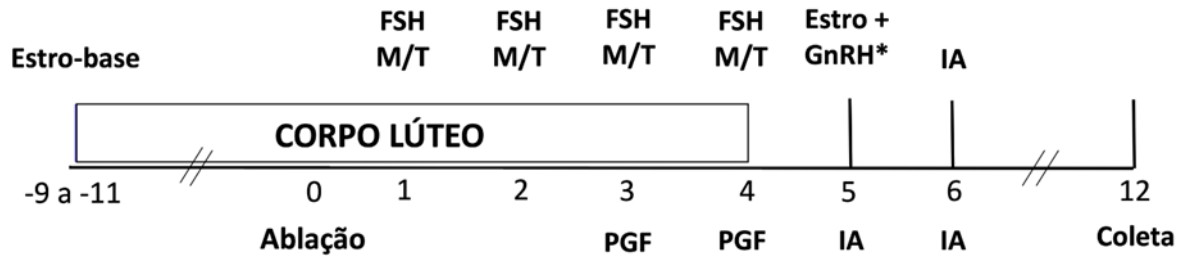 FSH FSH FSH FSH Estro +
Estro-base M/T M/T M/T M/T GnRH* IA
CORPO LÚTEO
-9 a -11 0 1 2 3 4 5 6 12
Ablação PGF PGF IA IA Coleta